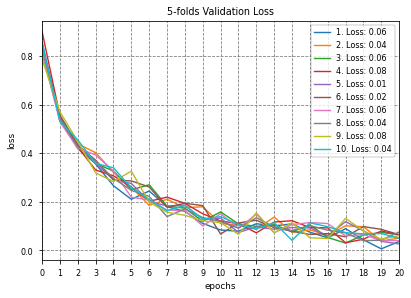 5-folds Validation Loss
1. Loss: 0.06
2. Loss: 0.04
3. Loss: 0.06
4. Loss: 0.08
5. Loss: 0.01
6. Loss: 0.02
7. Loss: 0.06
8. Loss: 0.04
9. Loss: 0.08
10. Loss: 0.04
loss
0.8
0.6
0.4
0.2
0.0
0 1 2 3 4 5 6 7 8 9 10 11 12 13 14 15 16 17 18 19 20
epochs